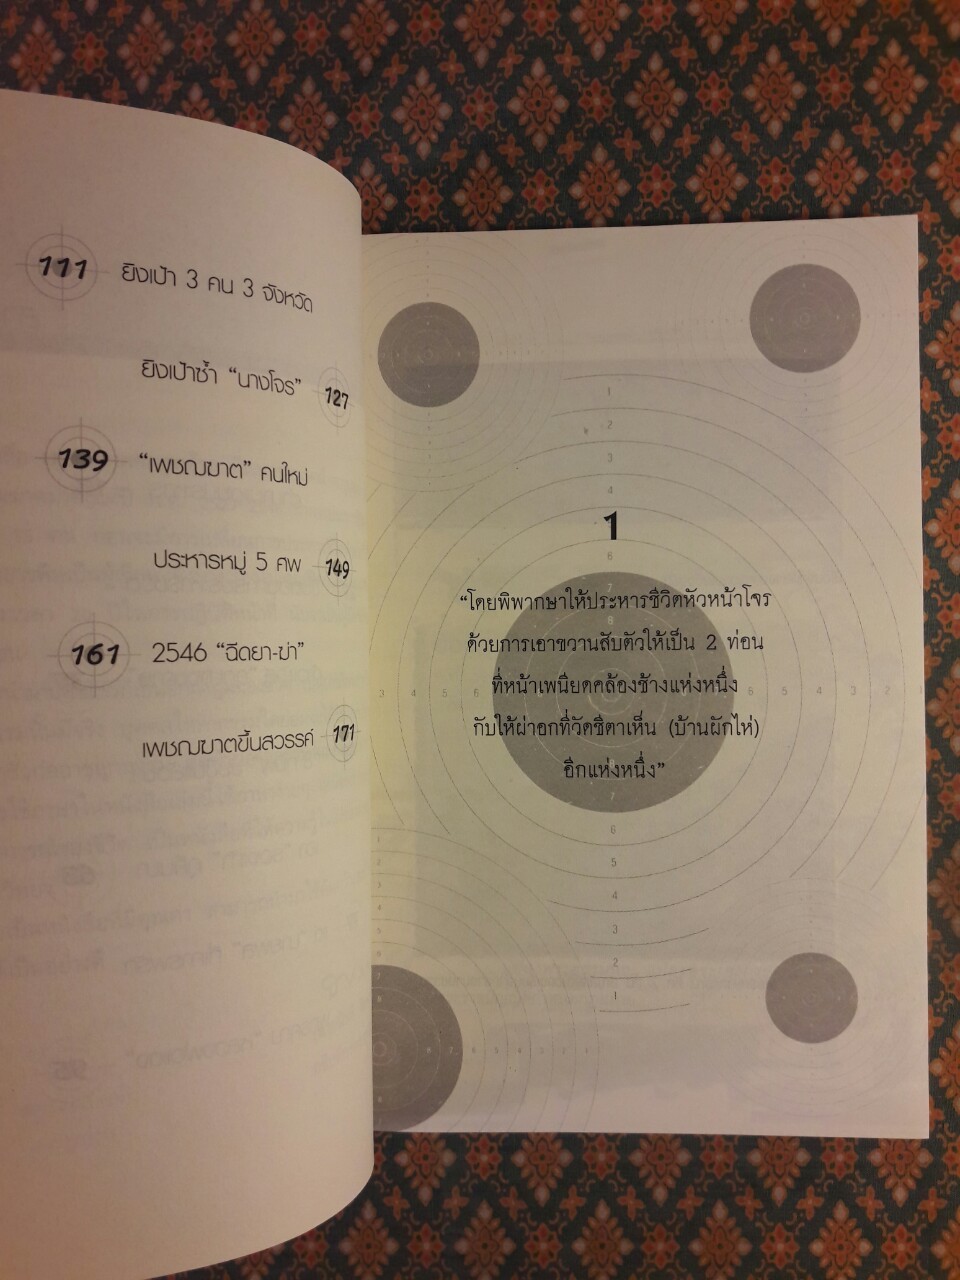 111 ยิงเป้า 3 คน 3 จังหวัด
ยิงเป้าซ้ำ “นางโจร” 127
139 “เพชฌฆาต” คนใหม่
ประหารหมู่ 5 ศพ 149
161 2546 “ฉีดยา-ฆ่า”
เพชฌฆาตขึ้นสวรรค์ 171
1
“โดยพิพากษาให้ประหารชีวิตหัวหน้าโจร
ด้วยการเอาขวานสับตัวให้เป็น 2 ท่อน
ที่หน้าเพนียดคล้องช้างแห่งหนึ่ง
กับให้ผ่าอกที่วัดชีตาเห็น (บ้านผักไห่)
อีกแห่งหนึ่ง”